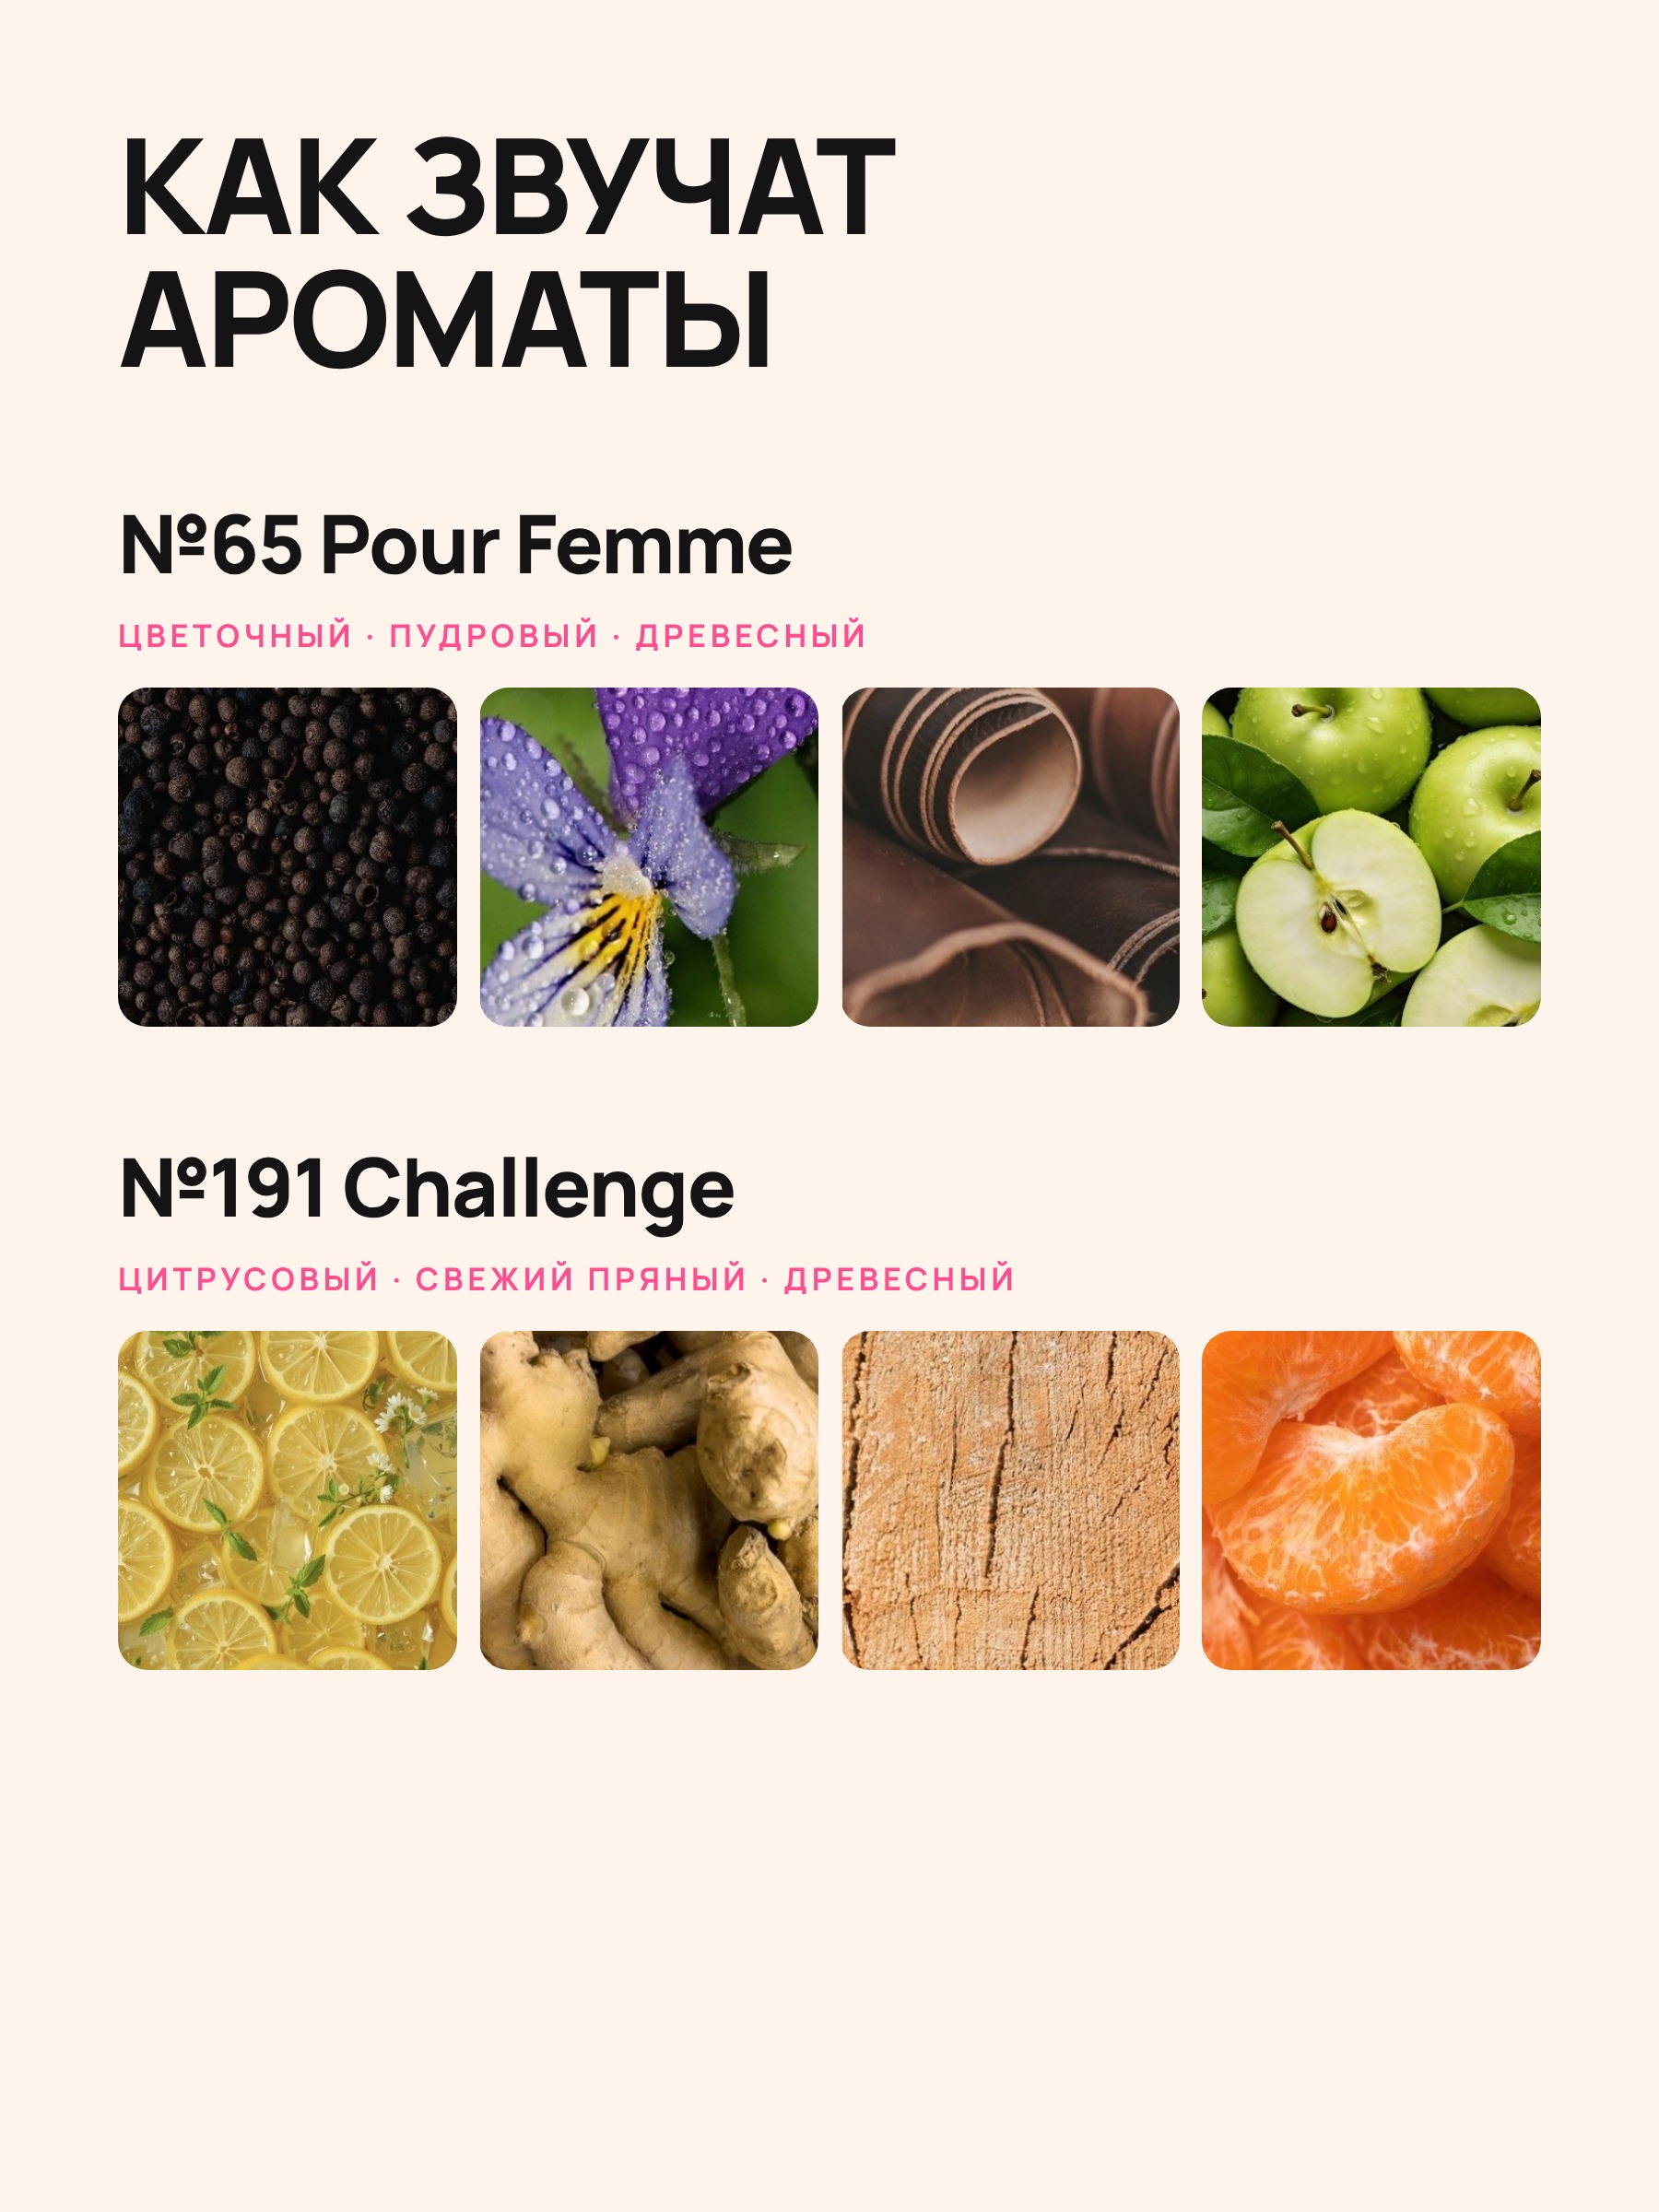 КАК ЗВУЧАТ
АРОМАТЫ
№65 Pour Femme
ЦВЕТОЧНЫЙ · ПУДРОВЫЙ · ДРЕВЕСНЫЙ
№191 Challenge
ЦИТРУСОВЫЙ · СВЕЖИЙ ПРЯНЫЙ · ДРЕВЕСНЫЙ